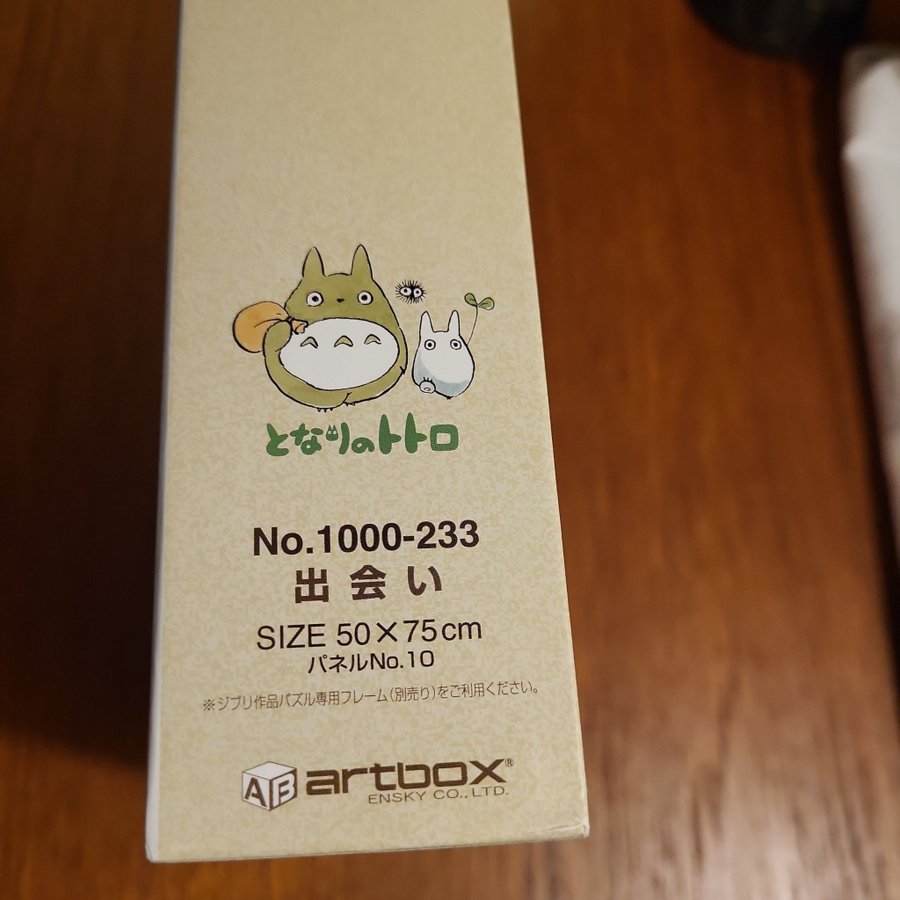 となりのトトロ
No.1000-233
出会い
SIZE 50×75cm
パネルNo.10
※ジブリ作品パズル専用フレーム(別売り)をご利用ください。
AB artbox®
ENSKY CO.,LTD.